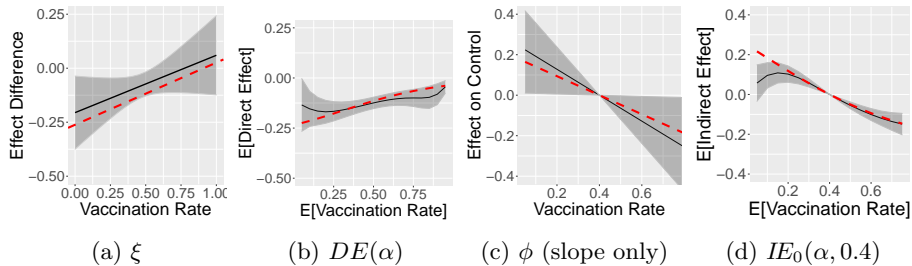 Effect Difference
0.00
-0.25
-0.50
0.00 0.25 0.50 0.75 1.00
Vaccination Rate
(a) ξ
E[Direct Effect]
0.25
0.00
-0.25
-0.50
0.25 0.50 0.75
E[Vaccination Rate]
(b) DE(α)
Effect on Control
0.4
0.2
0.0
-0.2
-0.4
0.2 0.4 0.6
Vaccination Rate
(c) ϕ (slope only)
E[Indirect Effect]
0.4
0.2
0.0
-0.2
-0.4
0.2 0.4 0.6
E[Vaccination Rate]
(d) IE₀(α, 0.4)